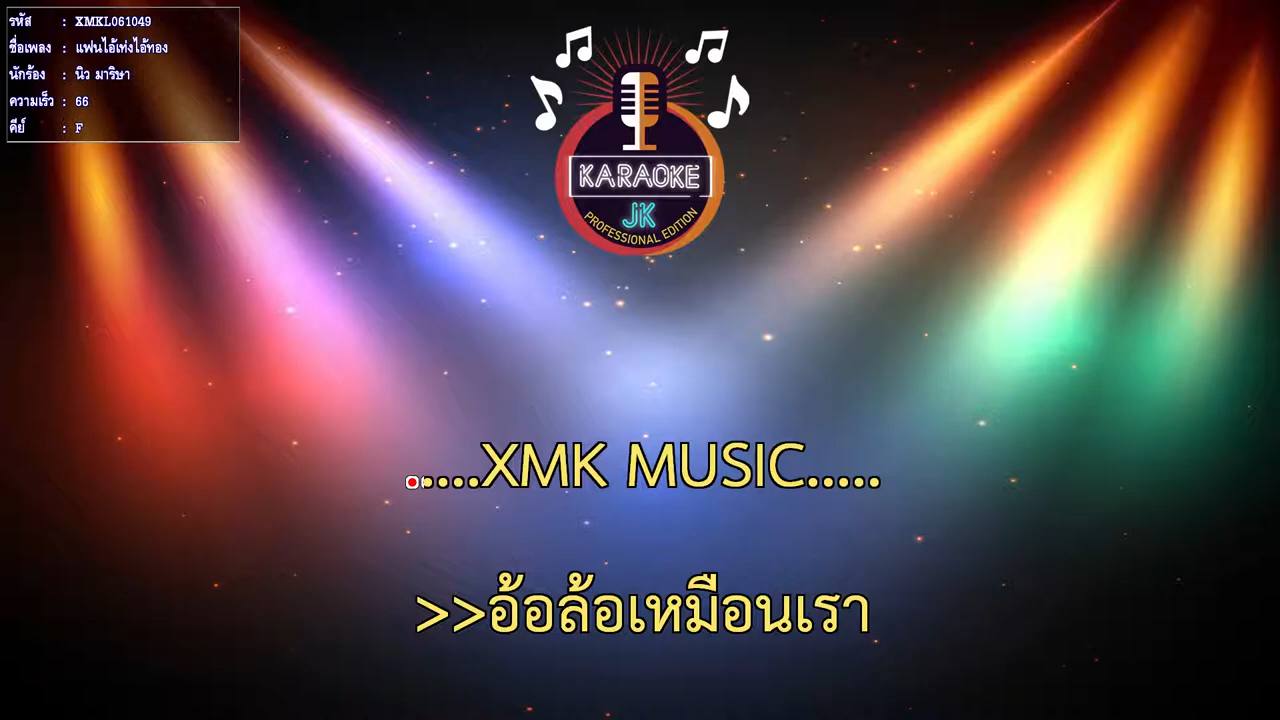 รหัส : XMKL061049
ชื่อเพลง : แฟนไอ้เท่งไอ้ทอง
นักร้อง : นิว มาริษา
ความเร็ว : 66
คีย์ : F
KARAOKE
JK
PROFESSIONAL EDITION
.....XMK MUSIC.....
>>อ้อล้อเหมือนเรา